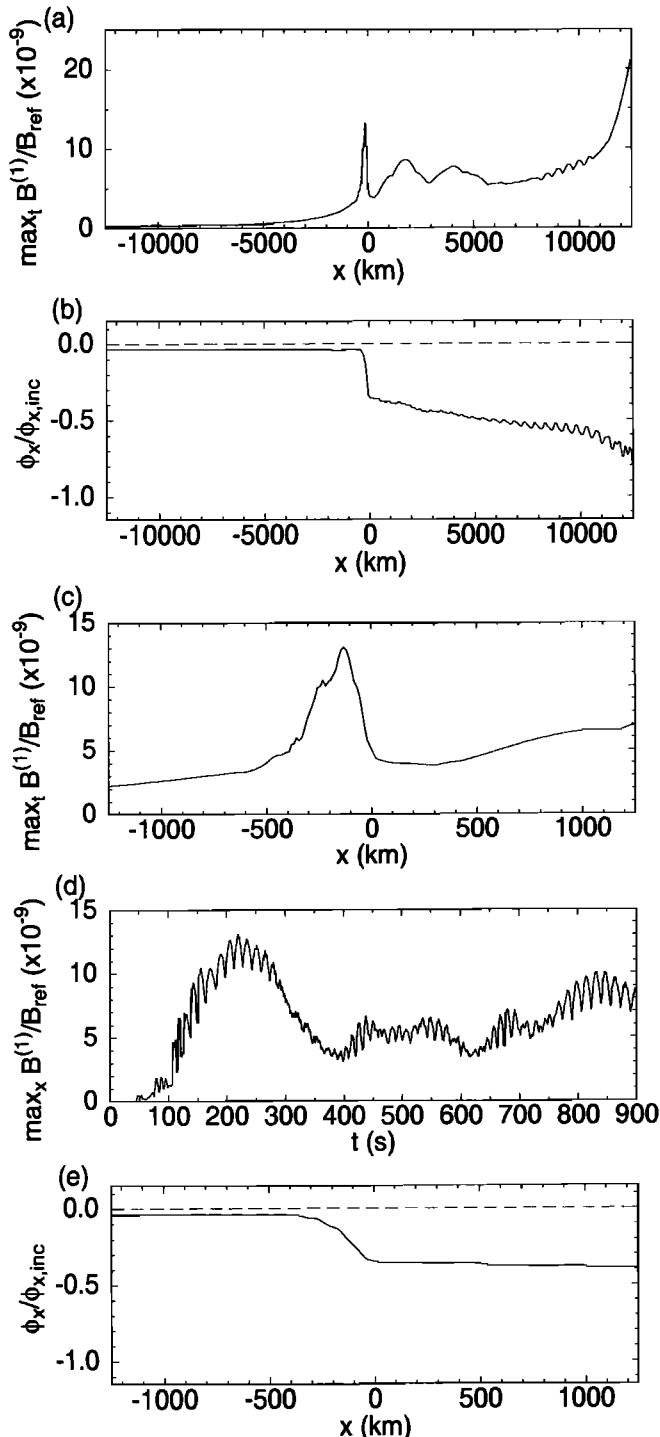 (a)
max_t B^(1)/B_ref (x10^-9)
20
10
0
-10000 -5000 0 5000 10000
x (km)
(b)
ϕ_x/ϕ_x,inc
0.0
-0.5
-1.0
-10000 -5000 0 5000 10000
x (km)
(c)
max_t B^(1)/B_ref (x10^-9)
15
10
5
0
-1000 -500 0 500 1000
x (km)
(d)
max_x B^(1)/B_ref (x10^-9)
15
10
5
0
0 100 200 300 400 500 600 700 800 900
t (s)
(e)
ϕ_x/ϕ_x,inc
0.0
-0.5
-1.0
-1000 -500 0 500 1000
x (km)